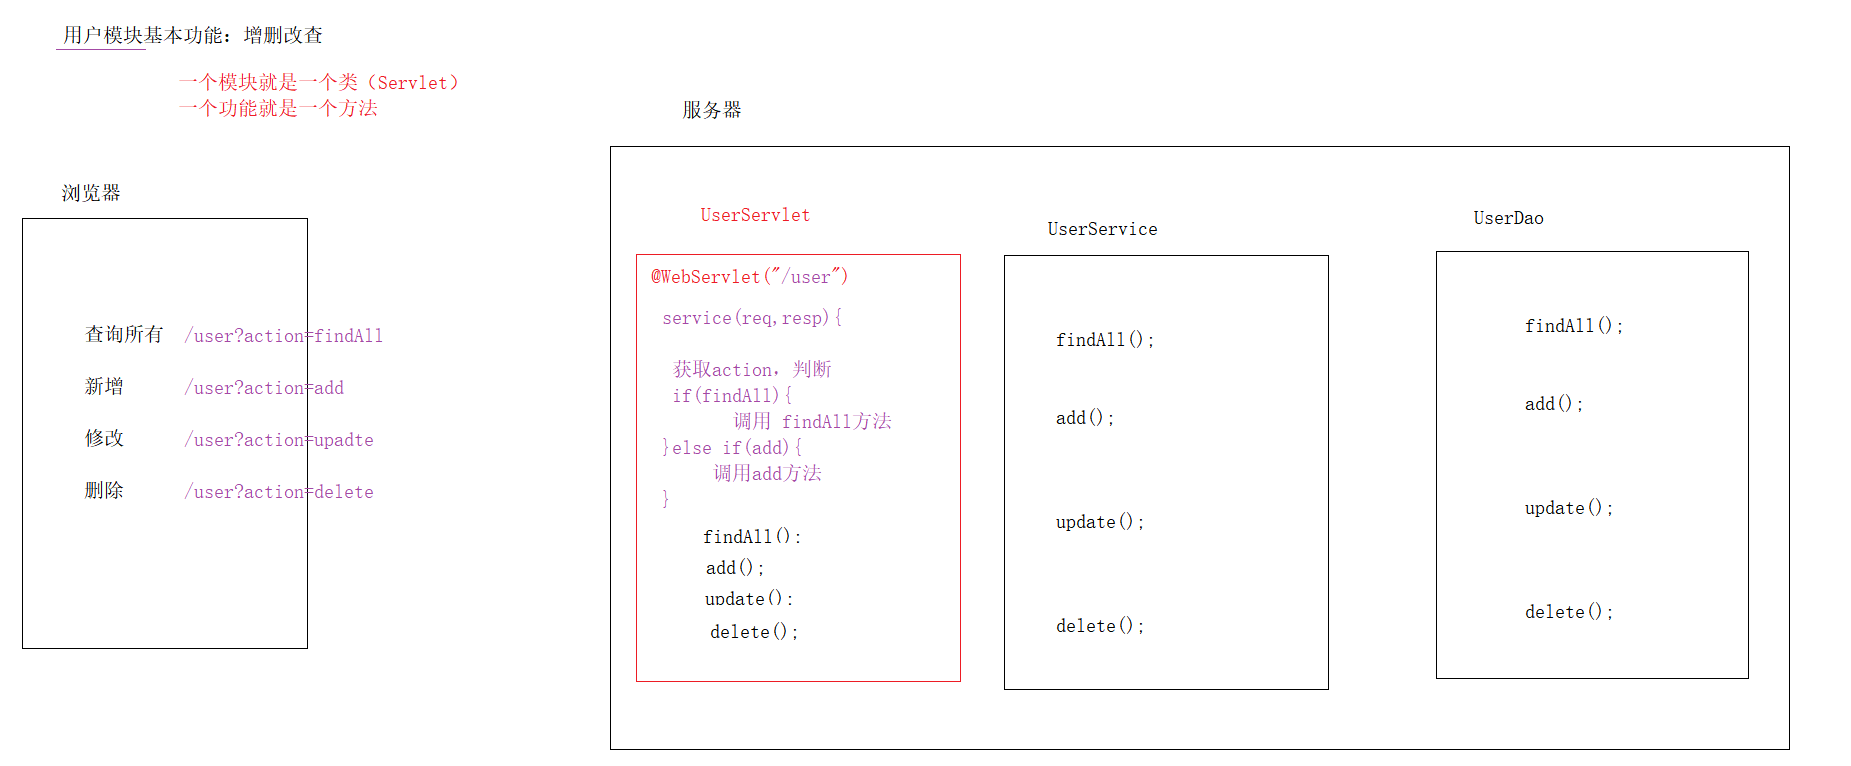 用户模块基本功能：增删改查
一个模块就是一个类（Servlet）
一个功能就是一个方法
服务器
浏览器
查询所有 /user?action=findAll
新增 /user?action=add
修改 /user?action=upadte
删除 /user?action=delete
UserServlet
@WebServlet("/user")
service(req,resp){
获取action，判断
if(findAll){
调用 findAll方法
}else if(add){
调用add方法
}
findAll():
add();
update():
delete();
UserService
findAll();
add();
update();
delete();
UserDao
findAll();
add();
update();
delete();